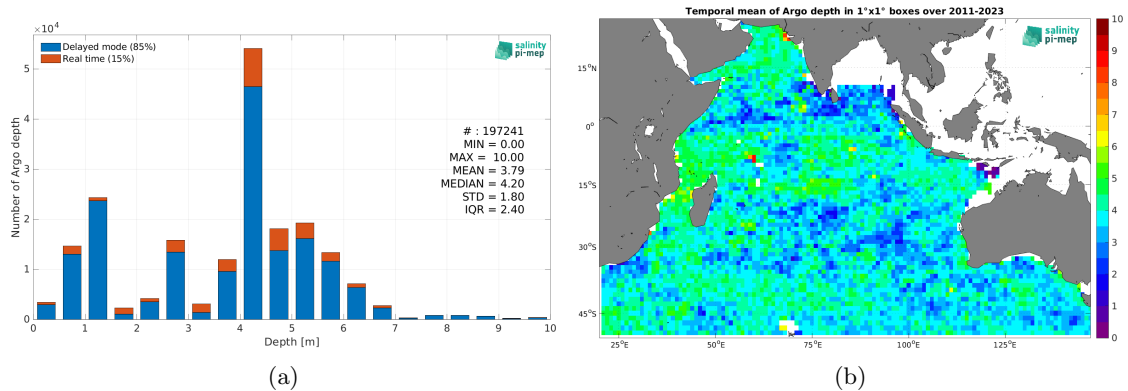 ×10⁴
Delayed mode (85%)
Real time (15%)
salinity
pi-mep
# : 197241
MIN = 0.00
MAX = 10.00
MEAN = 3.79
MEDIAN = 4.20
STD = 1.80
IQR = 2.40
Number of Argo depth
5
4
3
2
1
0
0 1 2 3 4 5 6 7 8 9 10
Depth [m]
(a)
Temporal mean of Argo depth in 1°x1° boxes over 2011-2023
salinity
pi-mep
15°N
0°
15°S
30°S
45°S
25°E 50°E 75°E 100°E 125°E
10
9
8
7
6
5
4
3
2
1
0
(b)